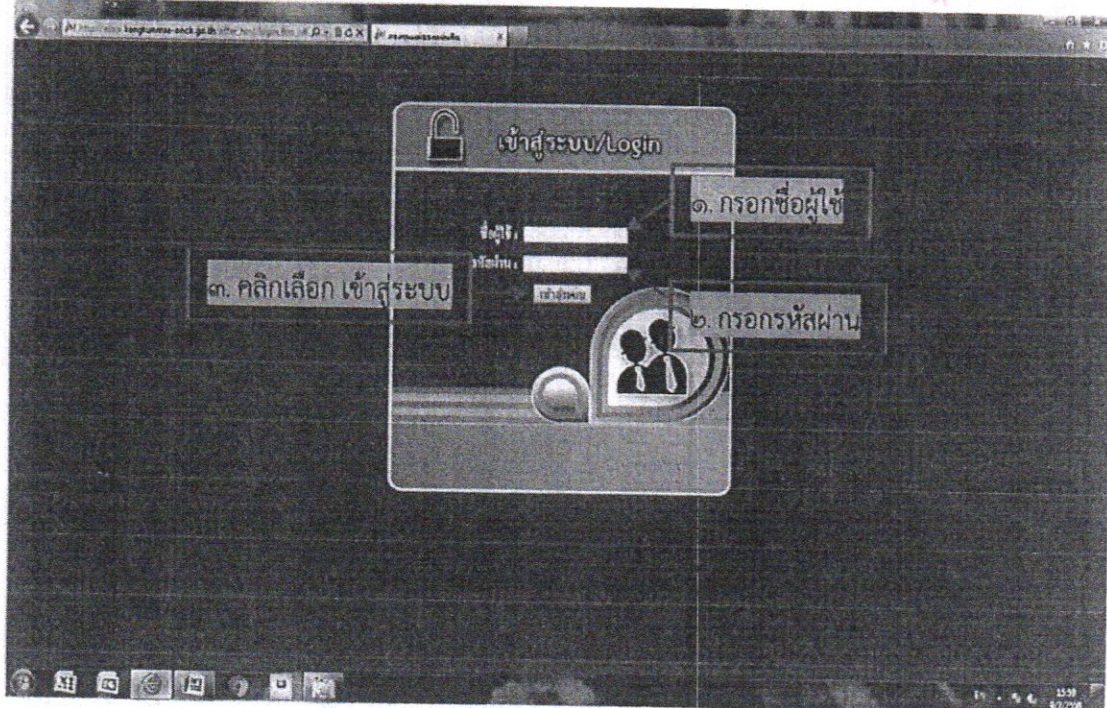 เข้าสู่ระบบ/Login
๑. กรอกชื่อผู้ใช้
ชื่อผู้ใช้ :
รหัสผ่าน :
๓. คลิกเลือก เข้าสู่ระบบ
เข้าสู่ระบบ
๒. กรอกรหัสผ่าน
15:59